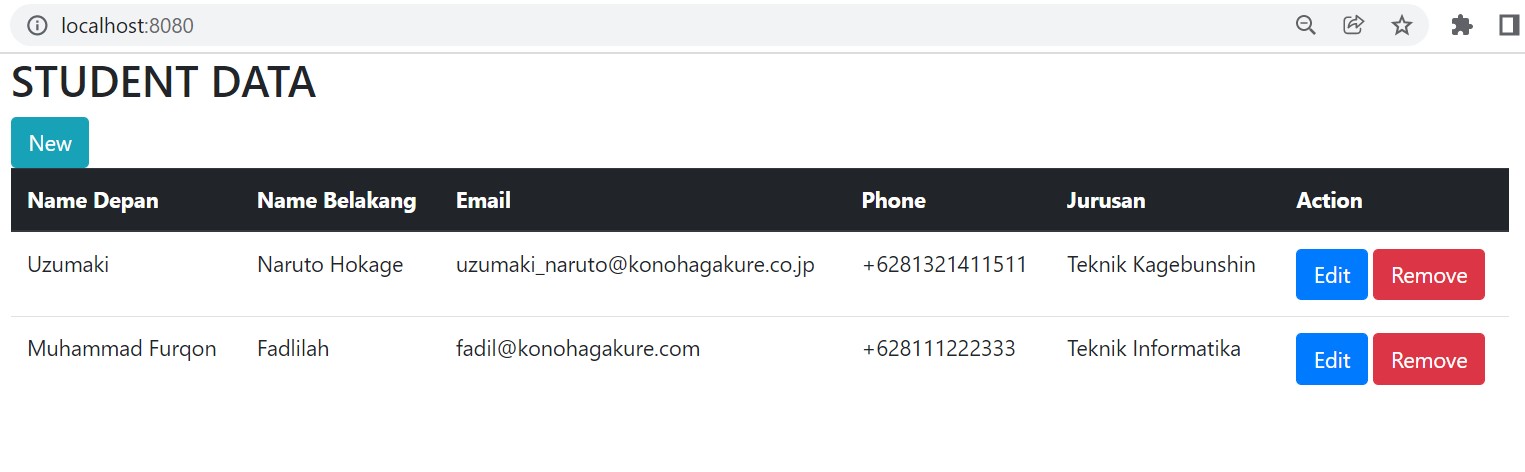 localhost:8080
STUDENT DATA
New
Name Depan Name Belakang Email Phone Jurusan Action
Uzumaki Naruto Hokage uzumaki_naruto@konohagakure.co.jp +6281321411511 Teknik Kagebunshin Edit Remove
Muhammad Furqon Fadlilah fadil@konohagakure.com +628111222333 Teknik Informatika Edit Remove